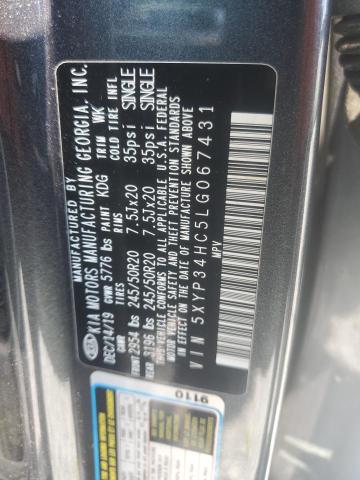 MANUFACTURED BY
KIA MOTORS MANUFACTURING GEORGIA, INC.
DEC/14/19 GVWR 5776 lbs PAINT KDG TRIM WK
GAWR TIRES RIMS COLD TIRE INFL
FRONT 2954 lbs 245/50R20 7.5Jx20 35psi SINGLE
REAR 3196 lbs 245/50R20 7.5Jx20 35psi SINGLE
THIS VEHICLE CONFORMS TO ALL APPLICABLE U.S.A. FEDERAL
MOTOR VEHICLE SAFETY AND THEFT PREVENTION STANDARDS
IN EFFECT ON THE DATE OF MANUFACTURE SHOWN ABOVE
VIN 5XYP34HC5LG067431
MPV
9110